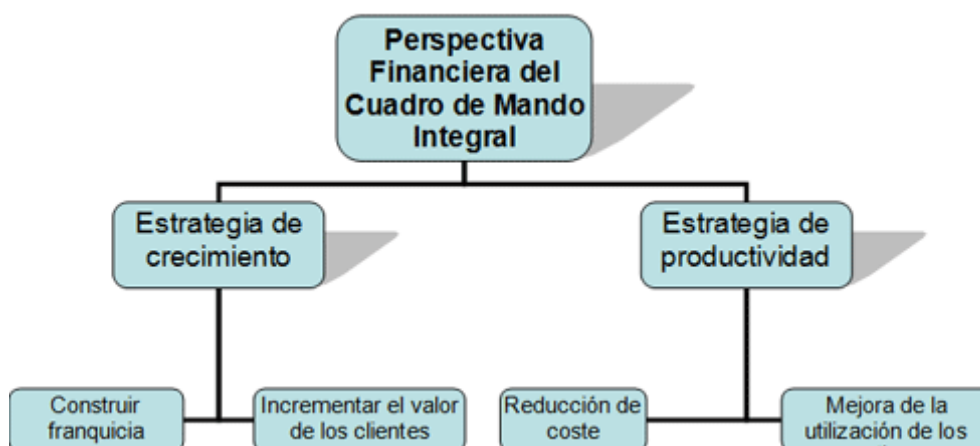 Perspectiva
Financiera del
Cuadro de Mando
Integral
Estrategia de
crecimiento
Estrategia de
productividad
Construir
franquicia
Incrementar el valor
de los clientes
Reducción de
coste
Mejora de la
utilización de los